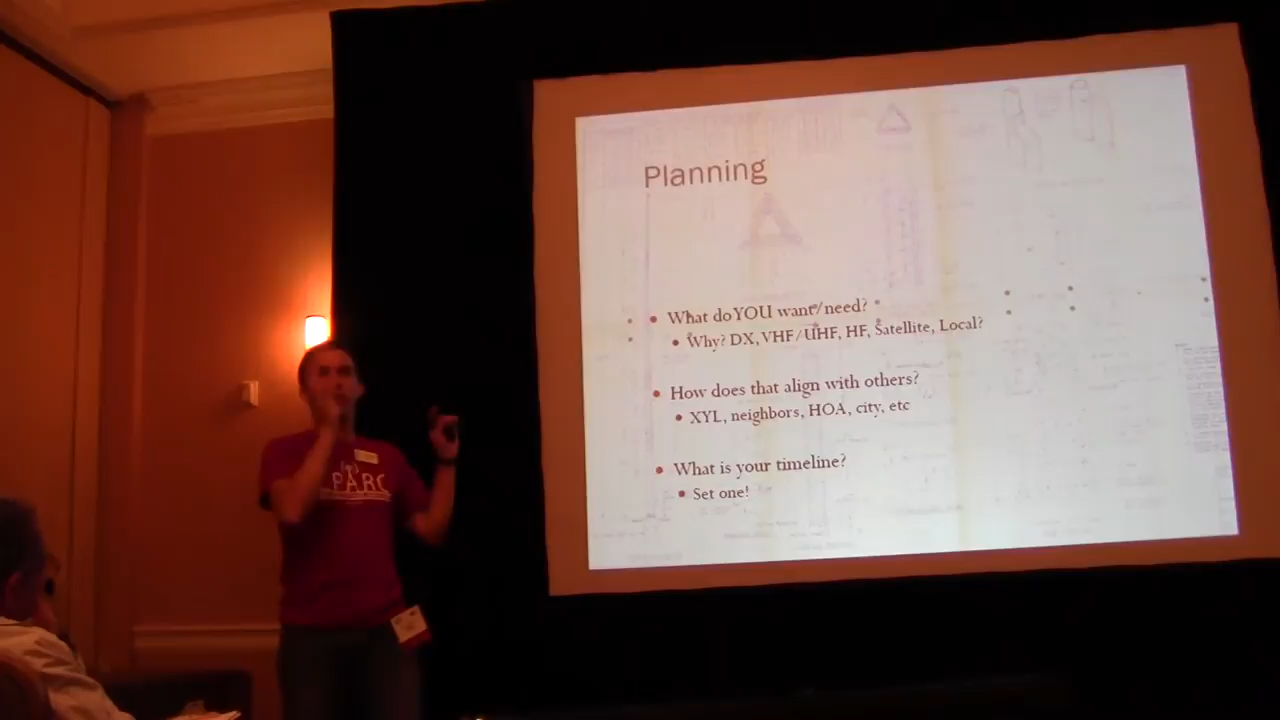 Planning
What do YOU want/need?
Why? DX, VHF/UHF, HF, Satellite, Local?
How does that align with others?
XYL, neighbors, HOA, city, etc
What is your timeline?
Set one!
PARC